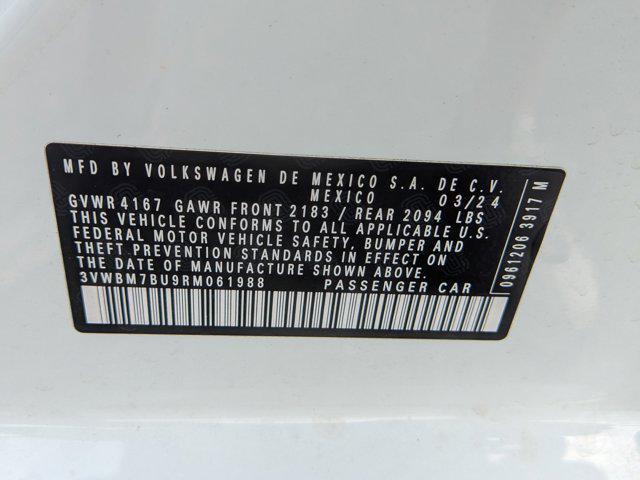 MFD BY VOLKSWAGEN DE MEXICO S.A. DE C.V.
MEXICO 03/24
GVWR 4167 GAWR FRONT 2183 / REAR 2094 LBS
THIS VEHICLE CONFORMS TO ALL APPLICABLE U.S.
FEDERAL MOTOR VEHICLE SAFETY, BUMPER AND
THEFT PREVENTION STANDARDS IN EFFECT ON
THE DATE OF MANUFACTURE SHOWN ABOVE.
3VWBM7BU9RM061988 PASSENGER CAR
0961206 3917 M